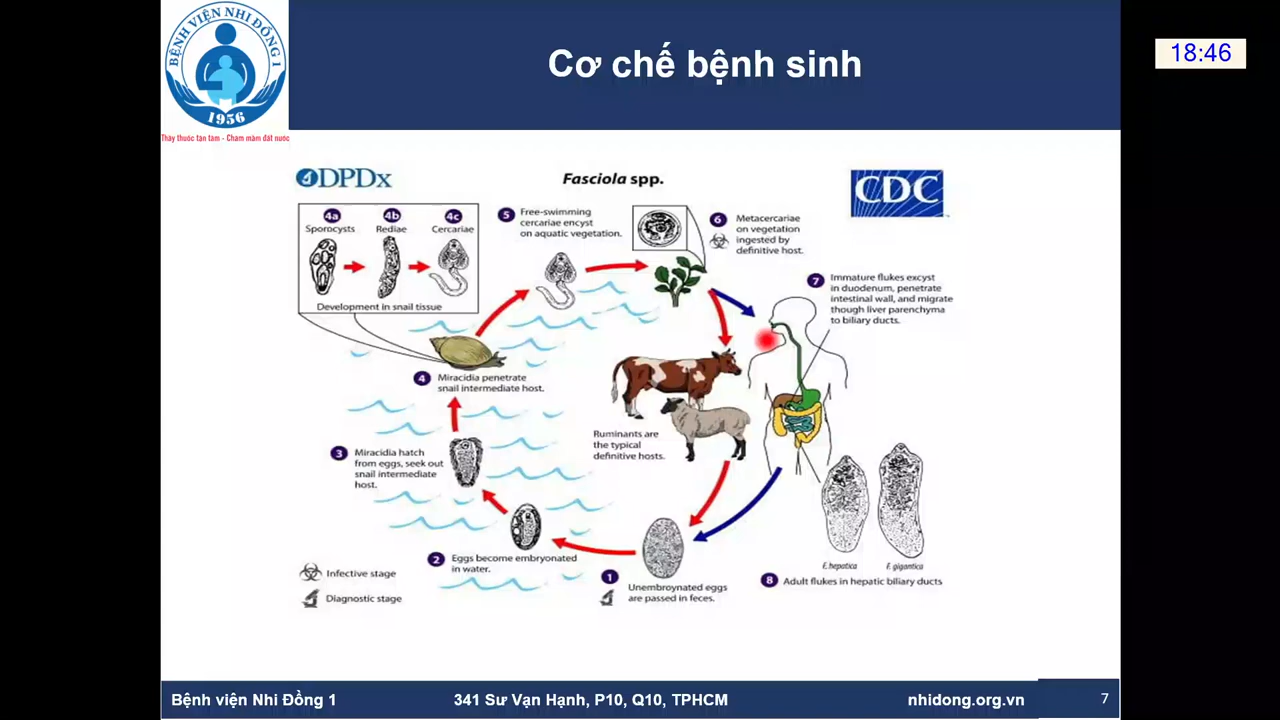 BỆNH VIỆN NHI ĐỒNG 1
1956
Thầy thuốc tận tâm - Chăm mầm đất nước
Cơ chế bệnh sinh
18:46
DPDx
Fasciola spp.
CDC
4a
Sporocysts
4b
Rediae
4c
Cercariae
Development in snail tissue
5
Free-swimming
cercariae encyst
on aquatic vegetation.
6
Metacercariae
on vegetation
ingested by
definitive host.
7
Immature flukes excyst
in duodenum, penetrate
intestinal wall, and migrate
though liver parenchyma
to biliary ducts.
4
Miracidia penetrate
snail intermediate host.
Ruminants are
the typical
definitive hosts.
3
Miracidia hatch
from eggs, seek out
snail intermediate
host.
2
Eggs become embryonated
in water.
1
Unembroynated eggs
are passed in feces.
F. hepatica
F. gigantica
8
Adult flukes in hepatic biliary ducts
Infective stage
Diagnostic stage
Bệnh viện Nhi Đồng 1
341 Sư Vạn Hạnh, P10, Q10, TPHCM
nhidong.org.vn
7